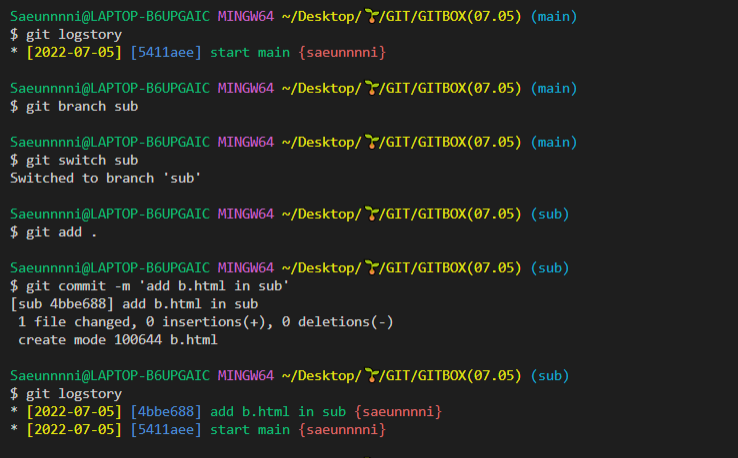 Saeunnnni@LAPTOP-B6UPGAIC MINGW64 ~/Desktop/🌱/GIT/GITBOX(07.05) (main)
$ git logstory
* [2022-07-05] [5411aee] start main {saeunnnni}
Saeunnnni@LAPTOP-B6UPGAIC MINGW64 ~/Desktop/🌱/GIT/GITBOX(07.05) (main)
$ git branch sub
Saeunnnni@LAPTOP-B6UPGAIC MINGW64 ~/Desktop/🌱/GIT/GITBOX(07.05) (main)
$ git switch sub
Switched to branch 'sub'
Saeunnnni@LAPTOP-B6UPGAIC MINGW64 ~/Desktop/🌱/GIT/GITBOX(07.05) (sub)
$ git add .
Saeunnnni@LAPTOP-B6UPGAIC MINGW64 ~/Desktop/🌱/GIT/GITBOX(07.05) (sub)
$ git commit -m 'add b.html in sub'
[sub 4bbe688] add b.html in sub
 1 file changed, 0 insertions(+), 0 deletions(-)
 create mode 100644 b.html
Saeunnnni@LAPTOP-B6UPGAIC MINGW64 ~/Desktop/🌱/GIT/GITBOX(07.05) (sub)
$ git logstory
* [2022-07-05] [4bbe688] add b.html in sub {saeunnnni}
* [2022-07-05] [5411aee] start main {saeunnnni}